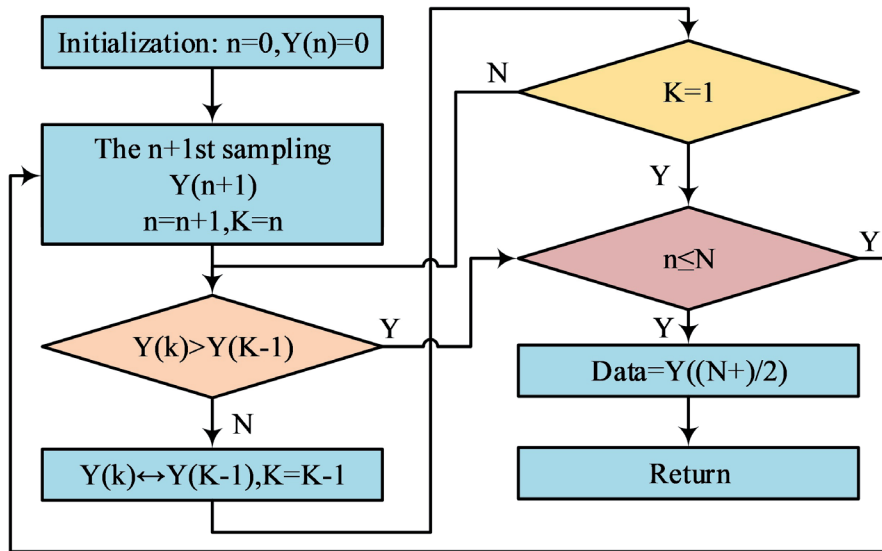 Initialization: n=0,Y(n)=0
The n+1st sampling
Y(n+1)
n=n+1,K=n
Y(k)>Y(K-1)
Y
N
Y(k)↔Y(K-1),K=K-1
N
K=1
Y
n≤N
Y
Y
Data=Y((N+)/2)
Return